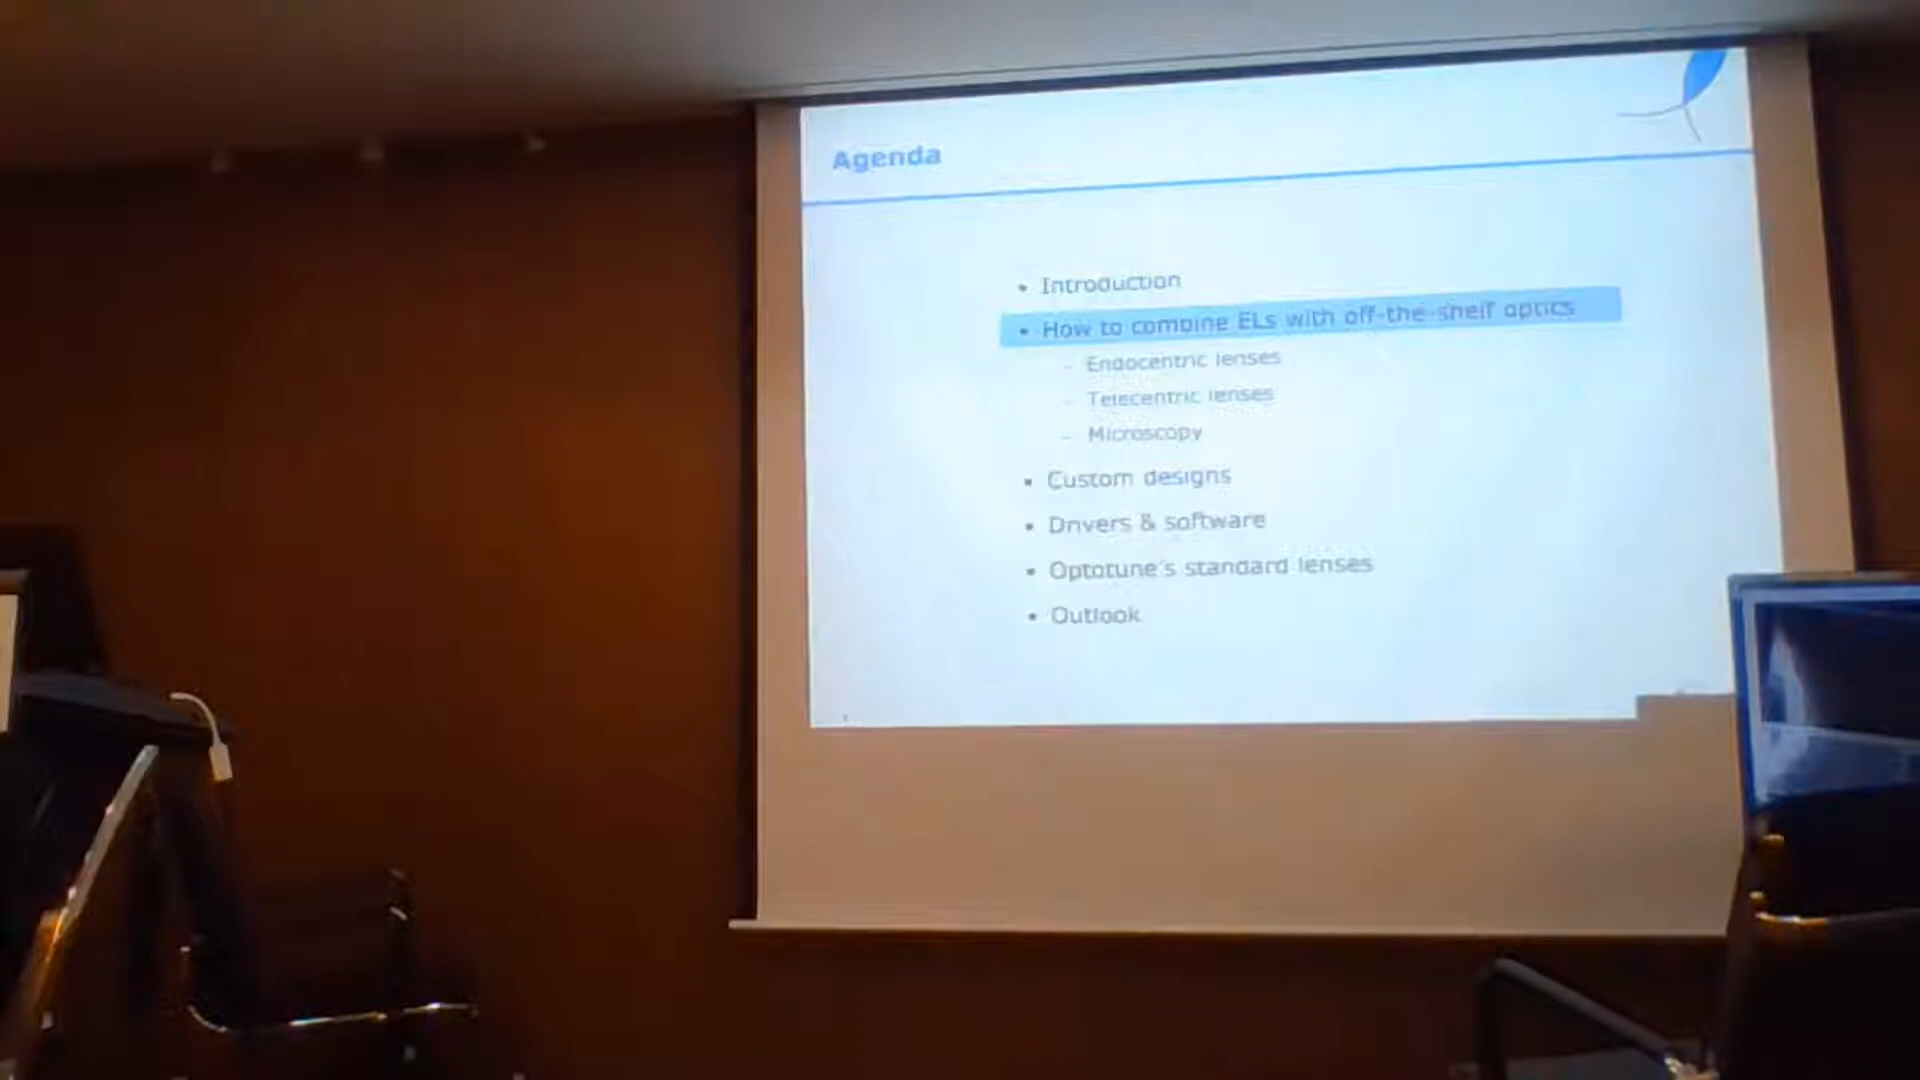 Agenda
• Introduction
• How to combine ELs with off-the-shelf optics
– Endocentric lenses
– Telecentric lenses
– Microscopy
• Custom designs
• Drivers & software
• Optotune's standard lenses
• Outlook